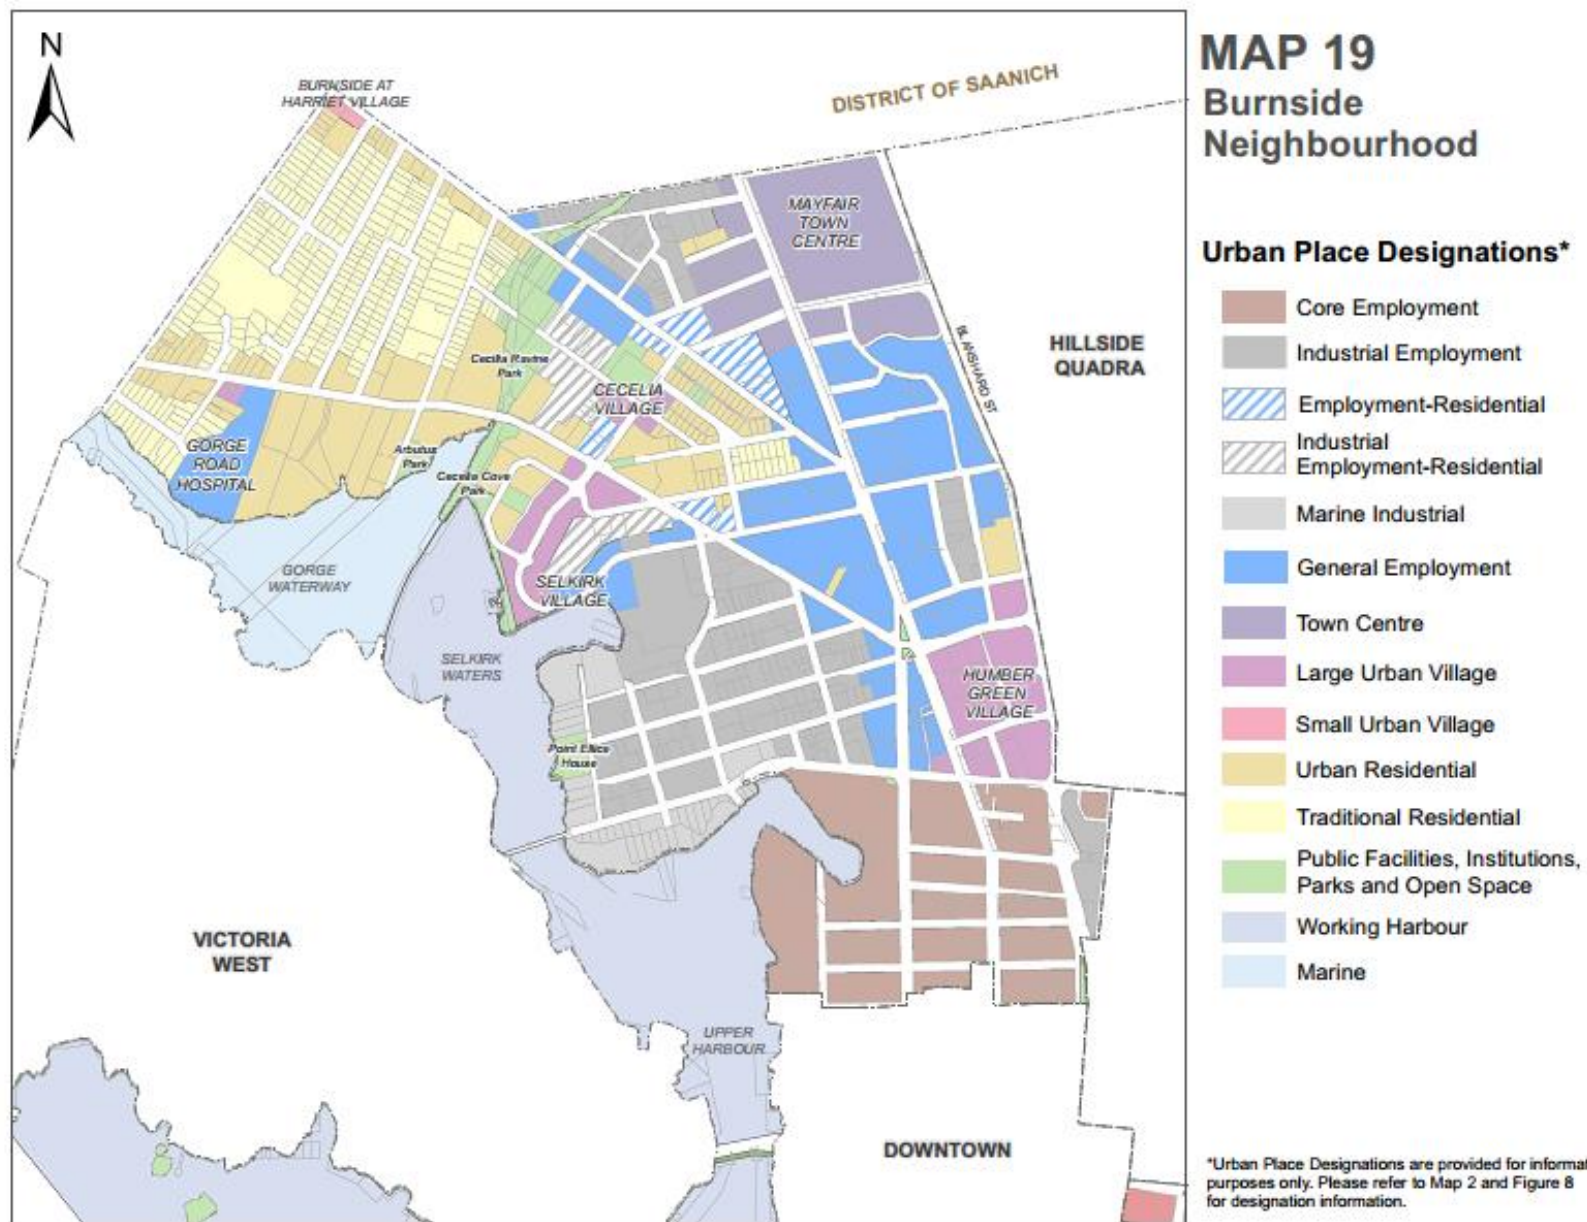 N
BURNSIDE AT
HARRIET VILLAGE
DISTRICT OF SAANICH
MAYFAIR
TOWN
CENTRE
HILLSIDE
QUADRA
BLANSHARD ST
Cecilia Ravine
Park
CECELIA
VILLAGE
GORGE
ROAD
HOSPITAL
Arbutus
Park
Cecelia Cove
Park
GORGE
WATERWAY
SELKIRK
VILLAGE
SELKIRK
WATERS
HUMBER
GREEN
VILLAGE
Point Ellice
House
VICTORIA
WEST
UPPER
HARBOUR
DOWNTOWN
MAP 19
Burnside
Neighbourhood
Urban Place Designations*
Core Employment
Industrial Employment
Employment-Residential
Industrial
Employment-Residential
Marine Industrial
General Employment
Town Centre
Large Urban Village
Small Urban Village
Urban Residential
Traditional Residential
Public Facilities, Institutions,
Parks and Open Space
Working Harbour
Marine
*Urban Place Designations are provided for informat
purposes only. Please refer to Map 2 and Figure 8
for designation information.